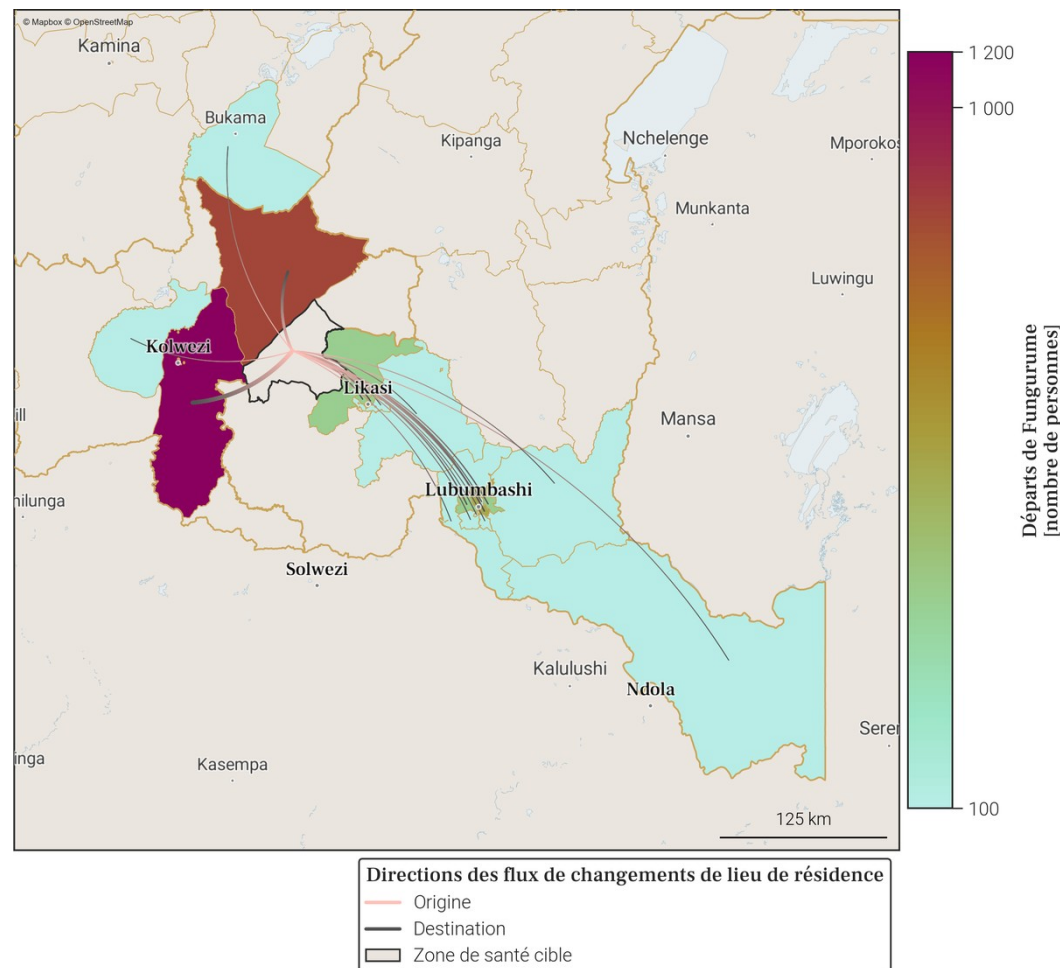 © Mapbox © OpenStreetMap
Kamina
Bukama
Kipanga
Nchelenge
Mporokos
Munkanta
Luwingu
Kolwezi
Likasi
Mansa
ill
Lubumbashi
nilunga
Solwezi
Kalulushi
Ndola
Seren
inga
Kasempa
125 km
1 200
1 000
100
Départs de Fungurume
[nombre de personnes]
Directions des flux de changements de lieu de résidence
Origine
Destination
Zone de santé cible